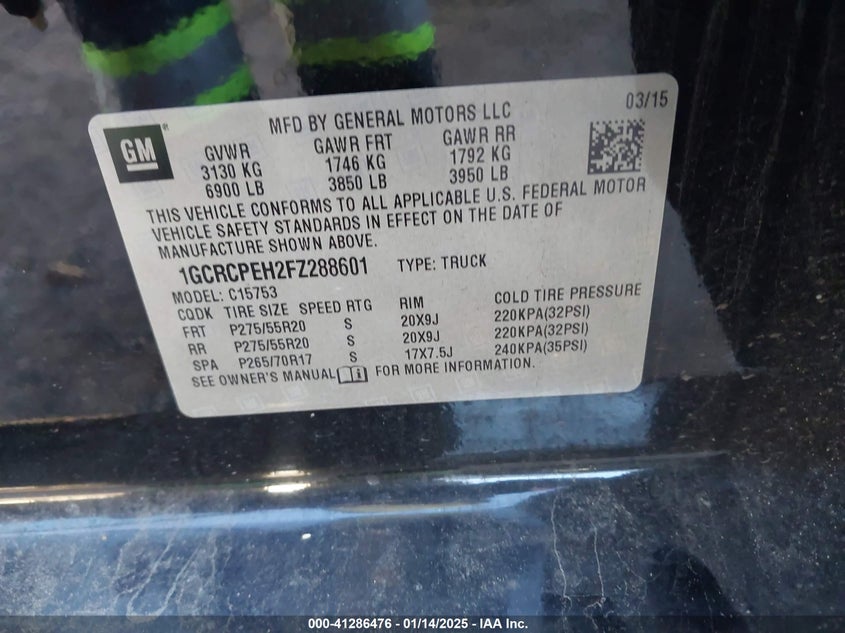 MFD BY GENERAL MOTORS LLC 03/15
GM GVWR GAWR FRT GAWR RR
3130 KG 1746 KG 1792 KG
6900 LB 3850 LB 3950 LB
THIS VEHICLE CONFORMS TO ALL APPLICABLE U.S. FEDERAL MOTOR
VEHICLE SAFETY STANDARDS IN EFFECT ON THE DATE OF
MANUFACTURE SHOWN ABOVE.
1GCRCPEH2FZ288601 TYPE: TRUCK
MODEL: C15753
CQDK TIRE SIZE SPEED RTG RIM COLD TIRE PRESSURE
FRT P275/55R20 S 20X9J 220KPA(32PSI)
RR P275/55R20 S 20X9J 220KPA(32PSI)
SPA P265/70R17 S 17X7.5J 240KPA(35PSI)
SEE OWNER'S MANUAL FOR MORE INFORMATION.
000-41286476 - 01/14/2025 - IAA Inc.